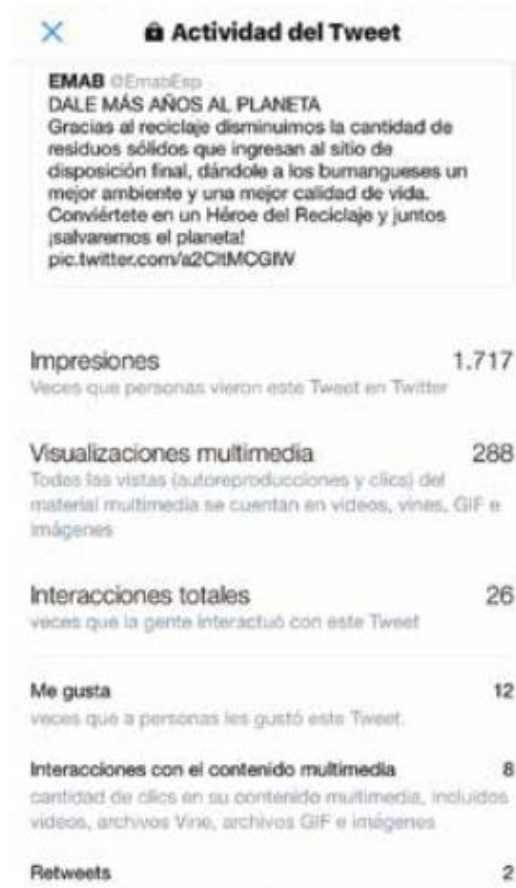 Actividad del Tweet
EMAB @EmabEsp
DALE MÁS AÑOS AL PLANETA
Gracias al reciclaje disminuimos la cantidad de
residuos sólidos que ingresan al sitio de
disposición final, dándole a los bumangueses un
mejor ambiente y una mejor calidad de vida.
Conviértete en un Héroe del Reciclaje y juntos
¡salvaremos el planeta!
Impresiones 1.717
Veces que personas vieron este Tweet en Twitter
Visualizaciones multimedia 288
Todas las vistas (autoreproducciones y clics) del
material multimedia se cuentan en videos, vines, GIF e
imágenes
Interacciones totales 26
veces que la gente interactuó con este Tweet
Me gusta 12
veces que a personas les gustó este Tweet.
Interacciones con el contenido multimedia 8
cantidad de clics en su contenido multimedia, incluidos
videos, archivos Vine, archivos GIF e imágenes
Retweets 2